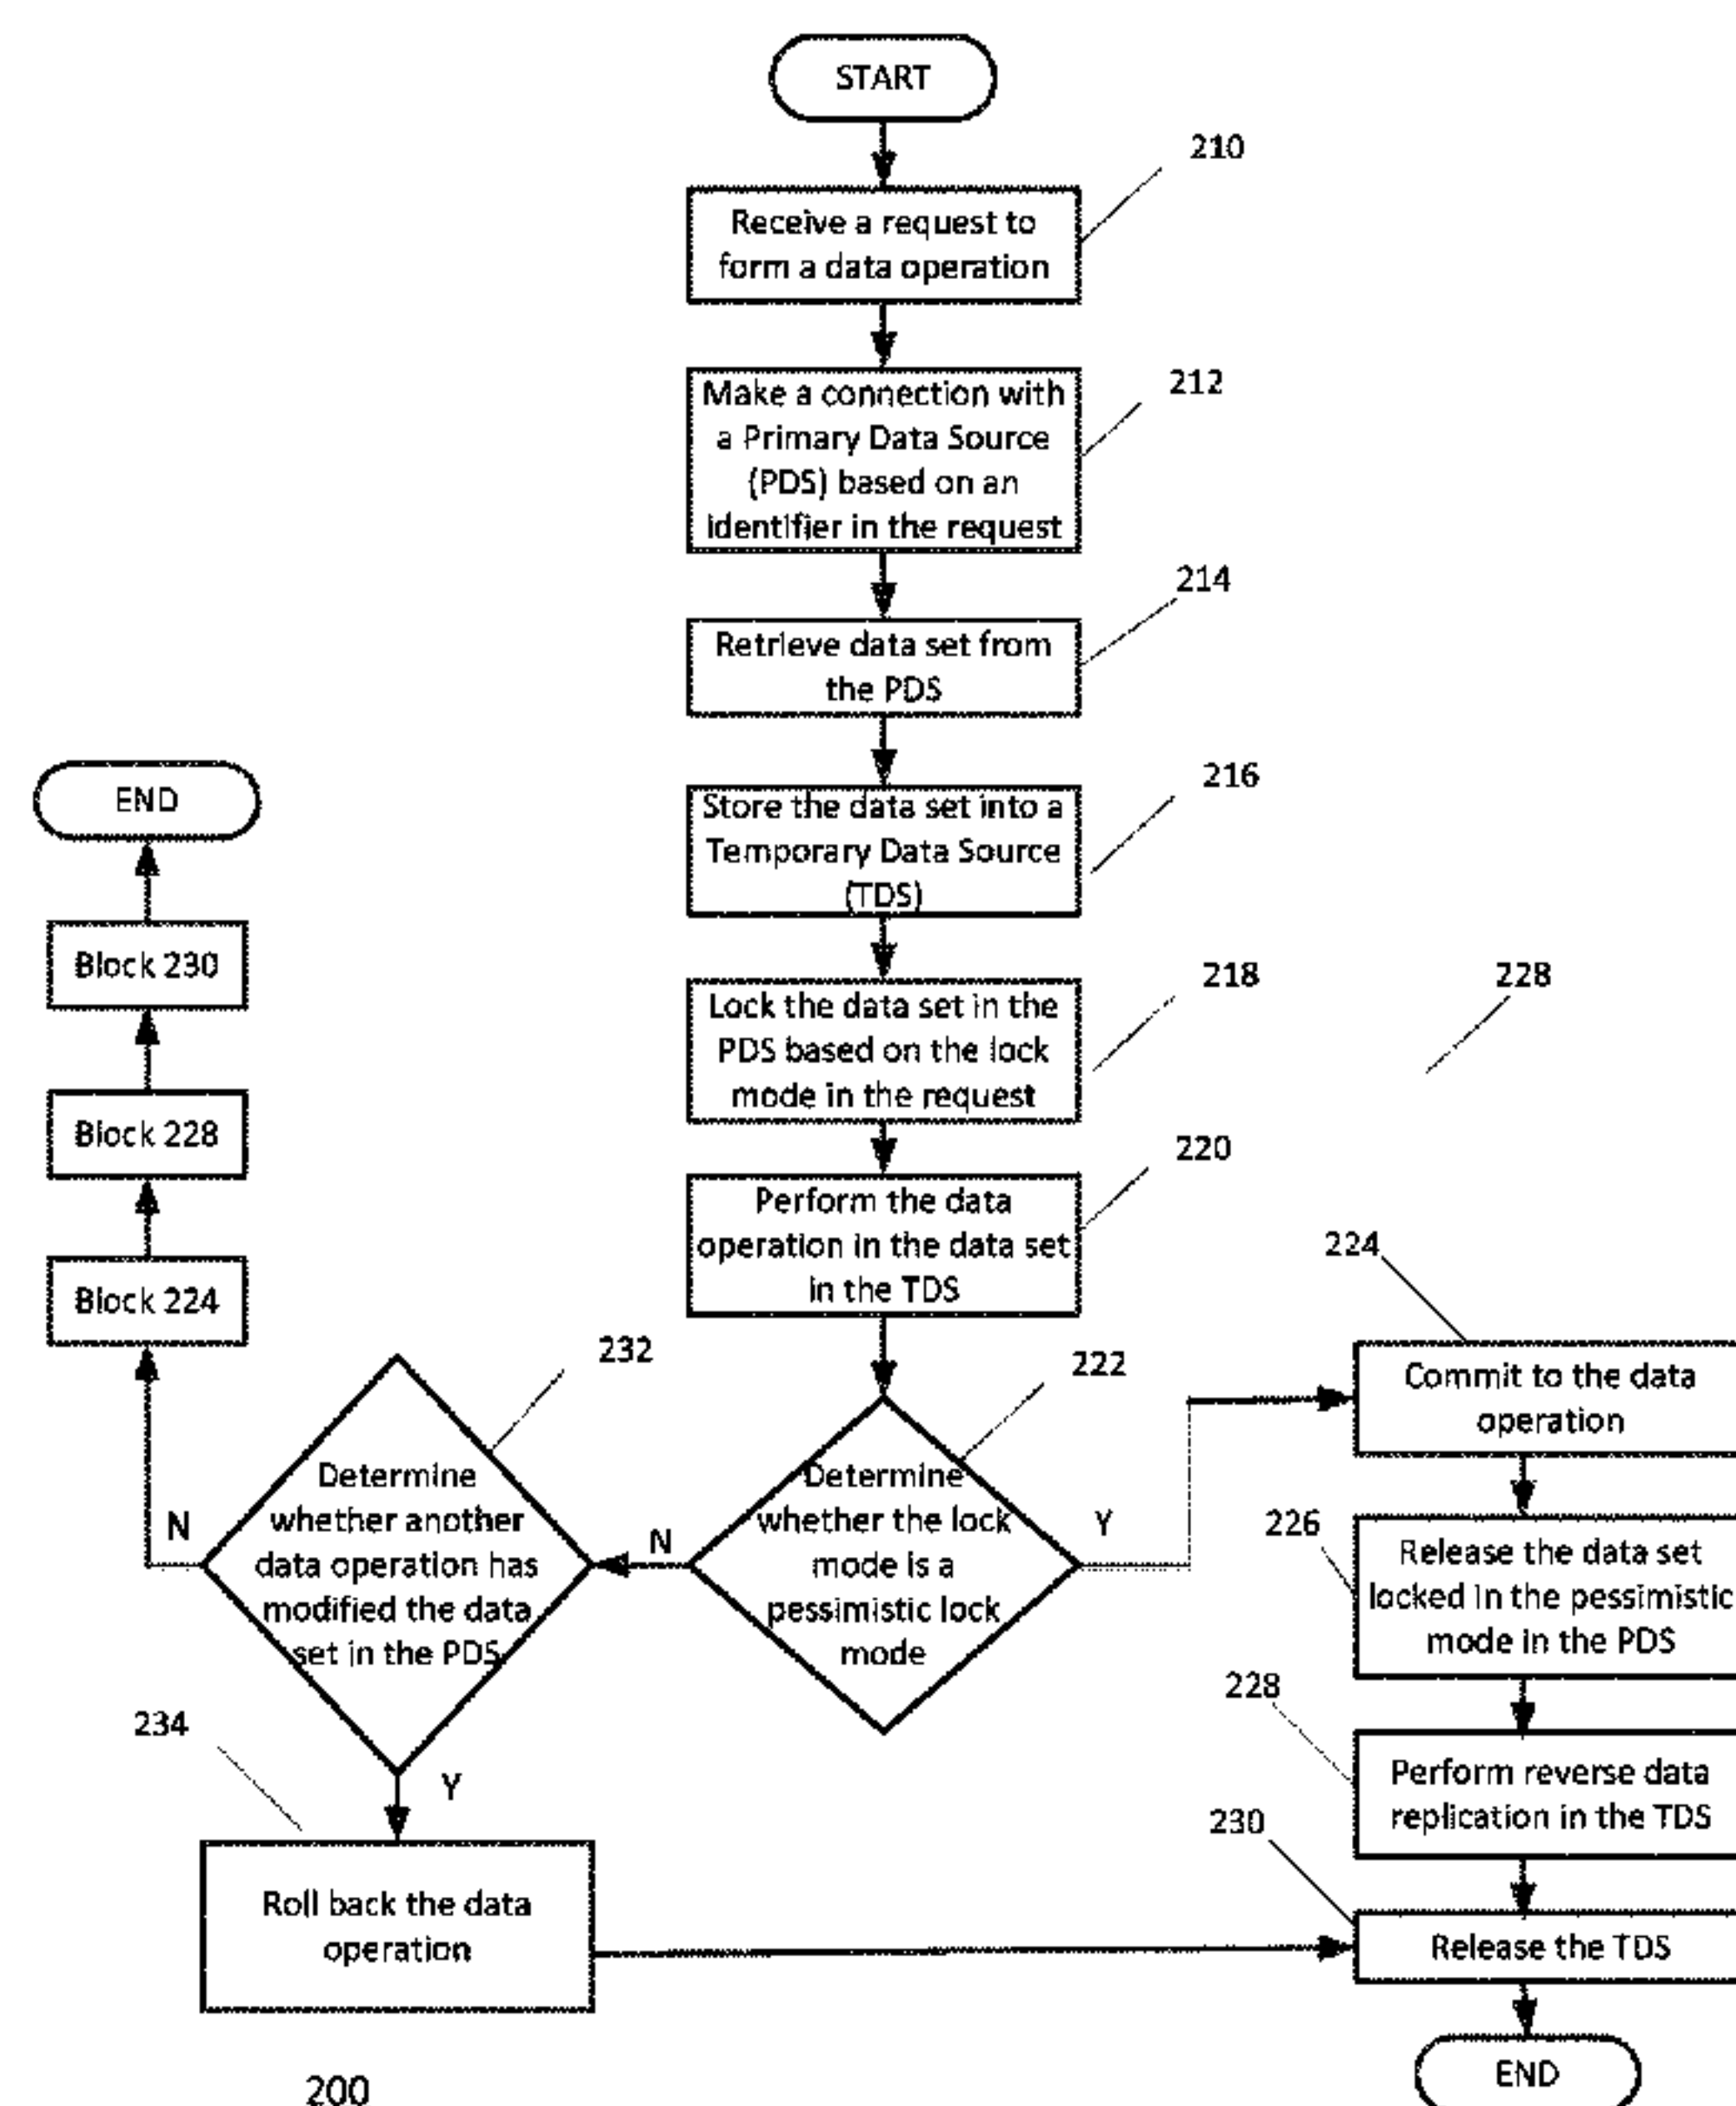 START
210
Receive a request to
form a data operation
212
Make a connection with
a Primary Data Source
(PDS) based on an
identifier in the request
214
Retrieve data set from
the PDS
216
Store the data set into a
Temporary Data Source
(TDS)
218
Lock the data set in the
PDS based on the lock
mode in the request
228
220
Perform the data
operation in the data set
in the TDS
222
Determine
whether the lock
mode is a
pessimistic lock
mode
Y
N
224
Commit to the data
operation
226
Release the data set
locked in the pessimistic
mode in the PDS
228
Perform reverse data
replication in the TDS
230
Release the TDS
END
232
Determine
whether another
data operation has
modified the data
set in the PDS
N
Y
Block 224
Block 228
Block 230
END
234
Roll back the data
operation
200